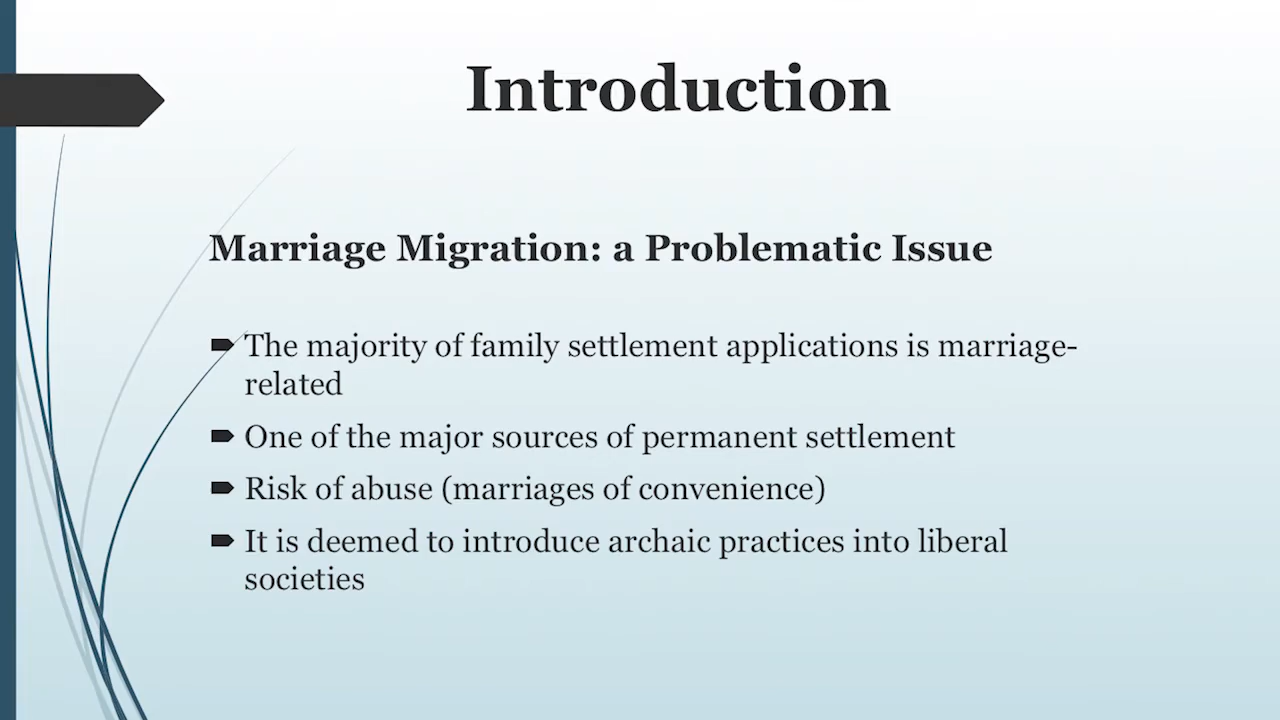 Introduction
Marriage Migration: a Problematic Issue
The majority of family settlement applications is marriage-
related
One of the major sources of permanent settlement
Risk of abuse (marriages of convenience)
It is deemed to introduce archaic practices into liberal
societies